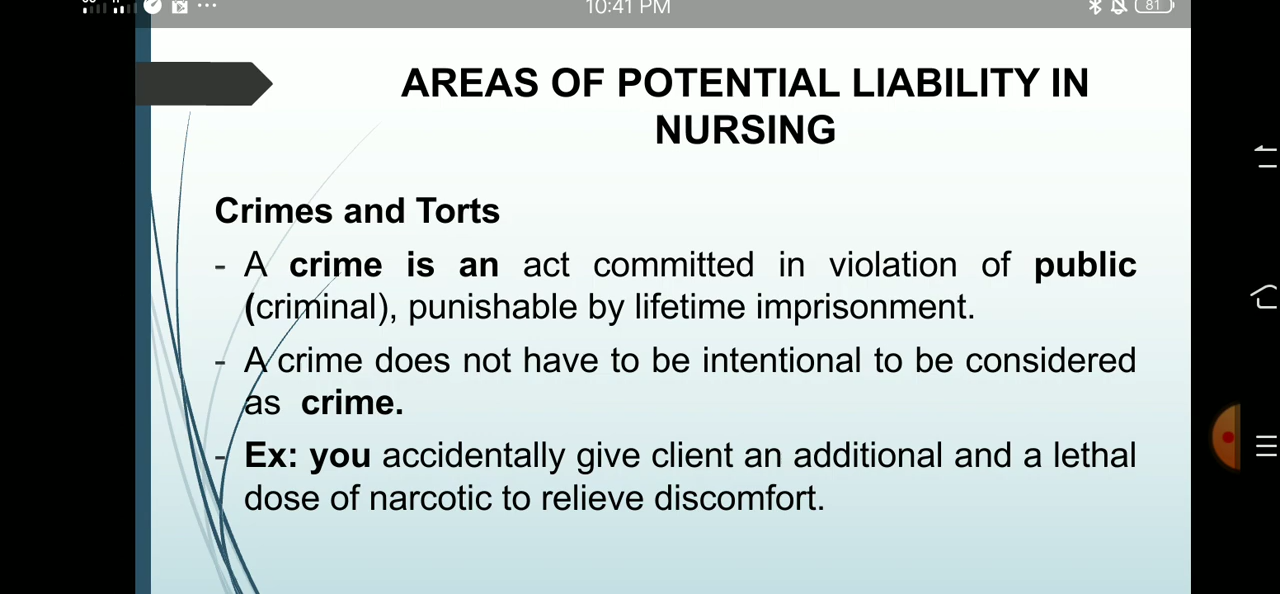 10:41 PM
81
AREAS OF POTENTIAL LIABILITY IN
NURSING
Crimes and Torts
- A crime is an act committed in violation of public
(criminal), punishable by lifetime imprisonment.
- A crime does not have to be intentional to be considered
as crime.
- Ex: you accidentally give client an additional and a lethal
dose of narcotic to relieve discomfort.